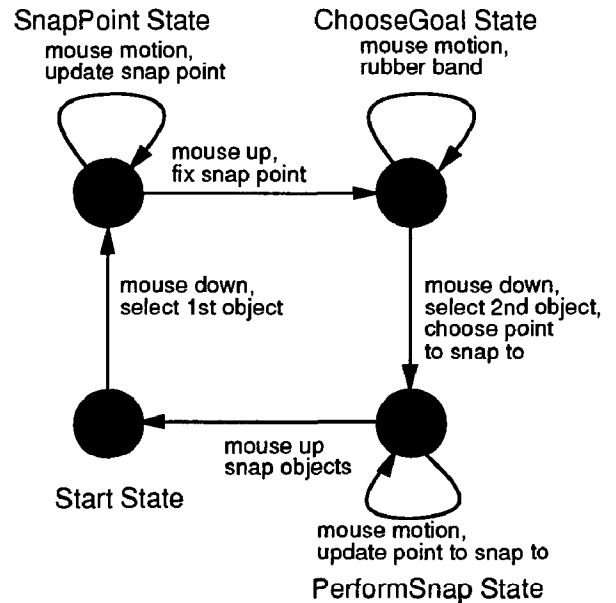 SnapPoint State
mouse motion,
update snap point
ChooseGoal State
mouse motion,
rubber band
mouse up,
fix snap point
mouse down,
select 1st object
mouse down,
select 2nd object,
choose point
to snap to
mouse up
snap objects
Start State
mouse motion,
update point to snap to
PerformSnap State